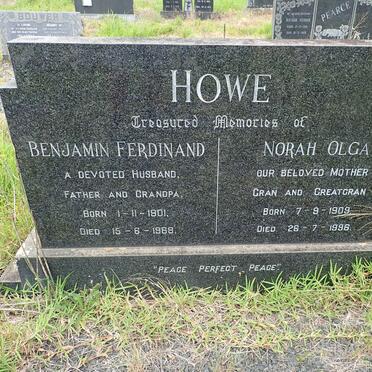 BOUWER
PEARCE
HOWE
Treasured Memories of
BENJAMIN FERDINAND
A DEVOTED HUSBAND,
FATHER AND GRANDPA,
BORN 1-11-1901.
DIED 15-6-1968.
NORAH OLGA
OUR BELOVED MOTHER
GRAN AND GREATGRAN
BORN 7-9-1909
DIED 26-7-1996.
"PEACE PERFECT PEACE"